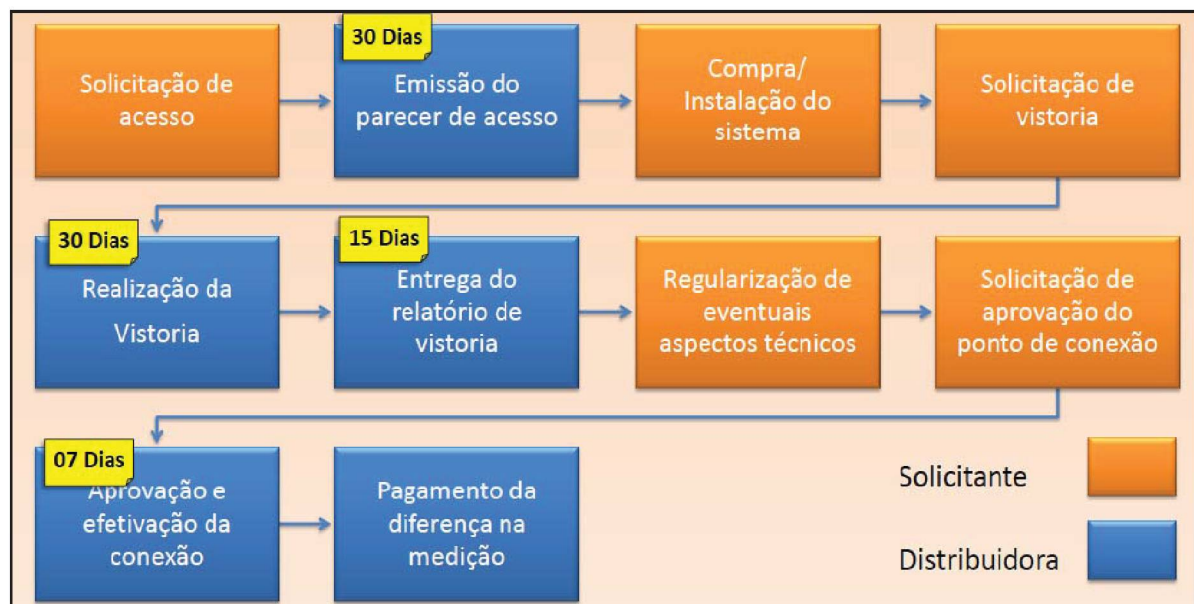 Solicitação de
acesso
30 Dias
Emissão do
parecer de acesso
Compra/
Instalação do
sistema
Solicitação de
vistoria
30 Dias
Realização da
Vistoria
15 Dias
Entrega do
relatório de
vistoria
Regularização de
eventuais
aspectos técnicos
Solicitação de
aprovação do
ponto de conexão
07 Dias
Aprovação e
efetivação da
conexão
Pagamento da
diferença na
medição
Solicitante
Distribuidora